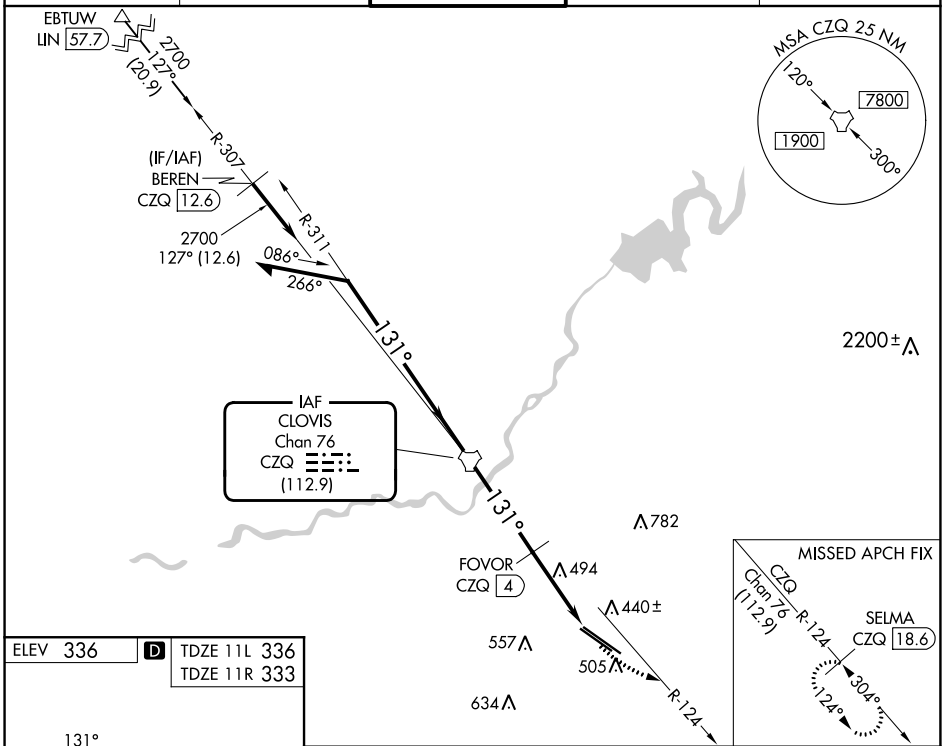 EBTUW
LIN 57.7
2700
127°
(20.9)
R-307
(IF/IAF)
BEREN
CZQ 12.6
R-311
2700
127° (12.6)
086°
266°
131°
MSA CZQ 25 NM
120°
7800
1900
300°
2200±
IAF
CLOVIS
Chan 76
CZQ
(112.9)
131°
782
FOVOR
CZQ 4
494
440±
557
505
634
R-124
MISSED APCH FIX
CZQ
Chan 76
(112.9)
R-124
SELMA
CZQ 18.6
304°
124°
ELEV 336
D
TDZE 11L 336
TDZE 11R 333
131°